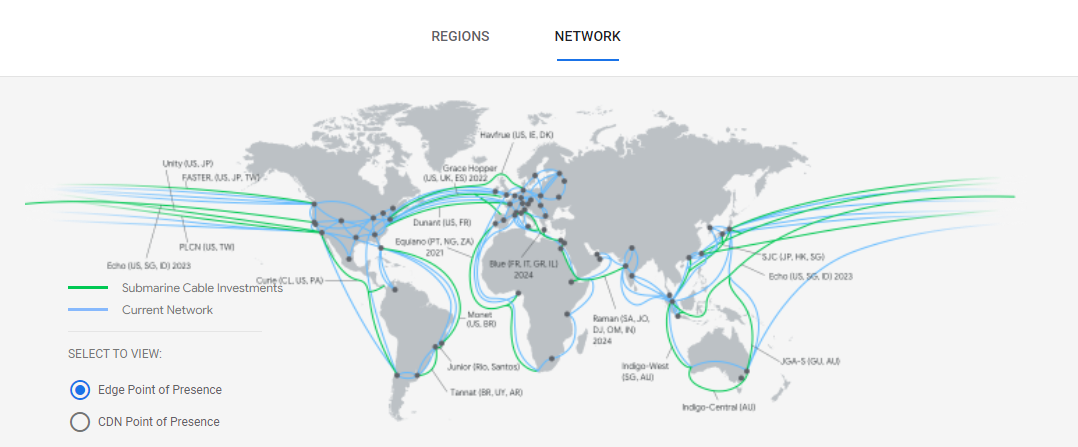 REGIONS
NETWORK
Havfrue (US, IE, DK)
Unity (US, JP)
FASTER, (US, JP, TW)
Grace Hopper
(US, UK, ES) 2022
Dunant (US, FR)
PLCN (US, TW)
Equiano (PT, NG, ZA)
2021
Echo (US, SG, ID) 2023
Blue (FR, IT, GR, IL)
2024
SJC (JP, HK, SG)
Echo (US, SG, ID) 2023
Curie (CL, US, PA)
Submarine Cable Investments
Current Network
Monet
(US, BR)
Raman (SA, JO,
DJ, OM, IN)
2024
SELECT TO VIEW:
Junior (Rio, Santos)
Indigo-West
(SG, AU)
JGA-S (GU, AU)
Edge Point of Presence
Tannat (BR, UY, AR)
Indigo-Central (AU)
CDN Point of Presence